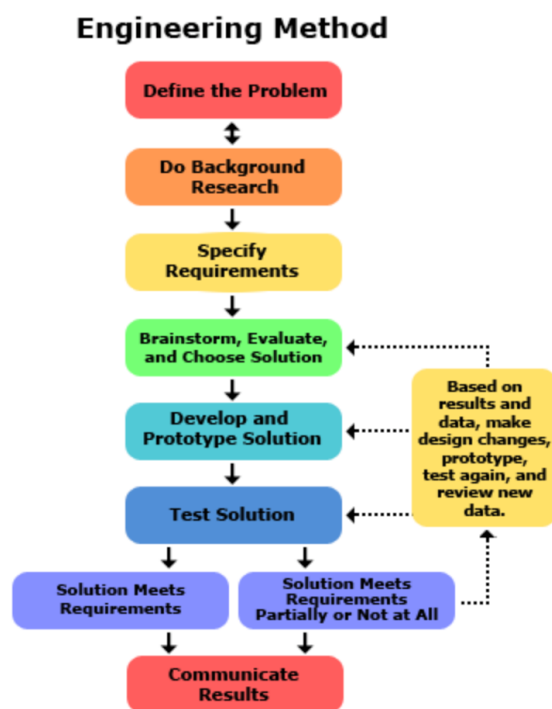 Engineering Method
Define the Problem
Do Background
Research
Specify
Requirements
Brainstorm, Evaluate,
and Choose Solution
Develop and
Prototype Solution
Test Solution
Based on
results and
data, make
design changes,
prototype,
test again, and
review new
data.
Solution Meets
Requirements
Solution Meets
Requirements
Partially or Not at All
Communicate
Results